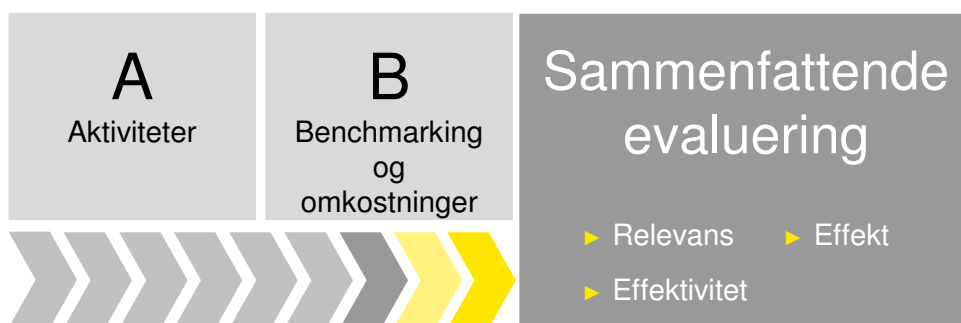 A
Aktiviteter
B
Benchmarking
og
omkostninger
Sammenfattende
evaluering
► Relevans
► Effekt
► Effektivitet